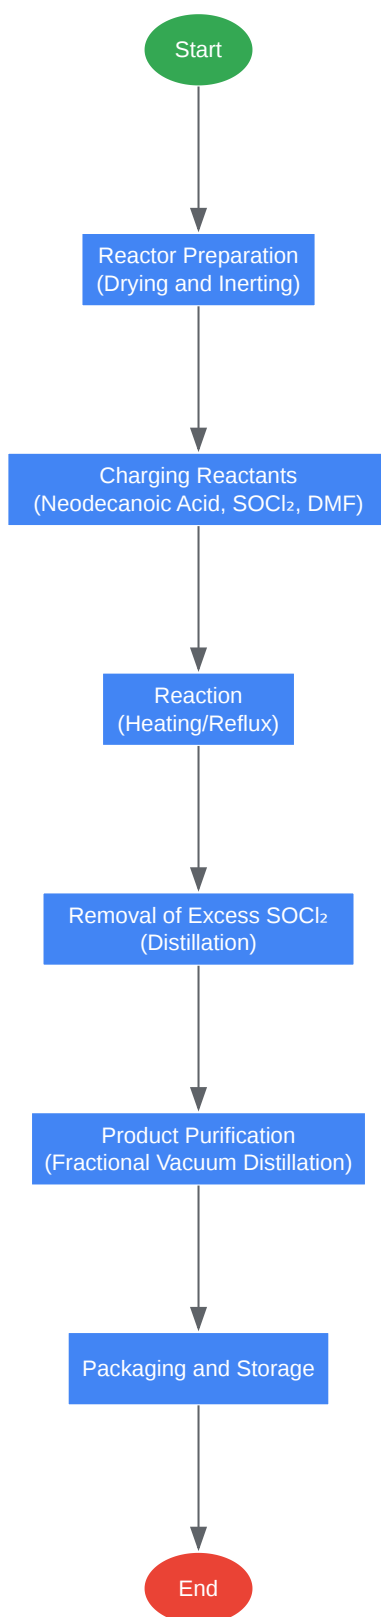 Start
Reactor Preparation
(Drying and Inerting)
Charging Reactants
(Neodecanoic Acid, SOCl₂, DMF)
Reaction
(Heating/Reflux)
Removal of Excess SOCl₂
(Distillation)
Product Purification
(Fractional Vacuum Distillation)
Packaging and Storage
End